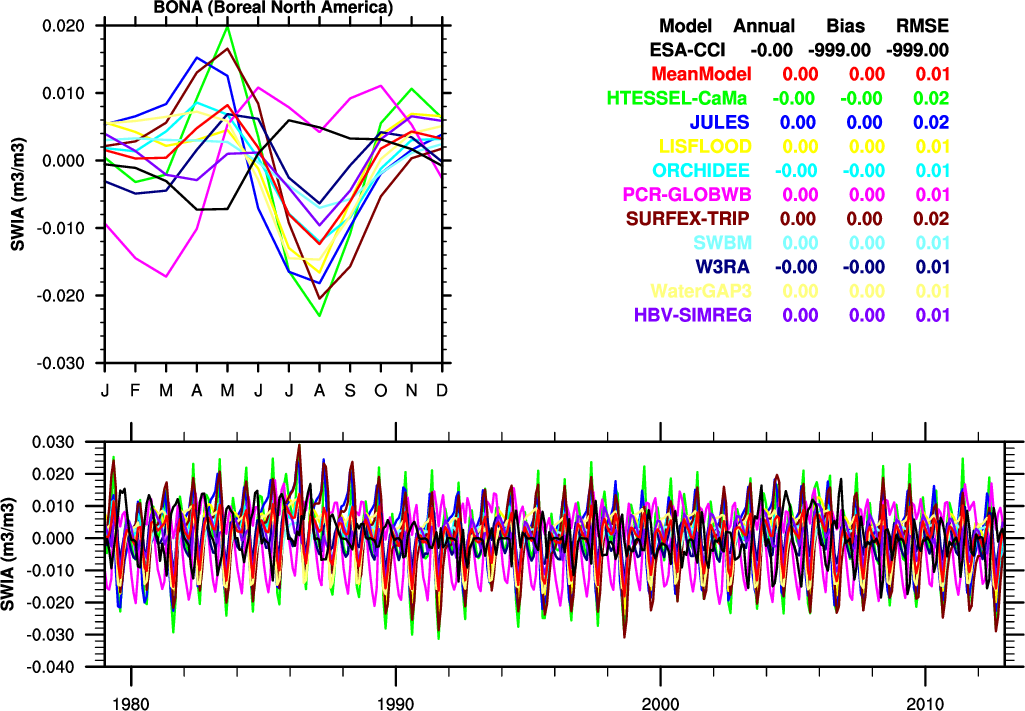 BONA (Boreal North America)
SWIA (m3/m3)
0.020
0.010
0.000
-0.010
-0.020
-0.030
J F M A M J J A S O N D
Model Annual Bias RMSE
ESA-CCI -0.00 -999.00 -999.00
MeanModel 0.00 0.00 0.01
HTESSEL-CaMa -0.00 -0.00 0.02
JULES 0.00 0.00 0.02
LISFLOOD 0.00 0.00 0.01
ORCHIDEE -0.00 -0.00 0.01
PCR-GLOBWB 0.00 0.00 0.01
SURFEX-TRIP 0.00 0.00 0.02
SWBM 0.00 0.00 0.01
W3RA -0.00 -0.00 0.01
WaterGAP3 0.00 0.00 0.01
HBV-SIMREG 0.00 0.00 0.01
SWIA (m3/m3)
0.030
0.020
0.010
0.000
-0.010
-0.020
-0.030
-0.040
1980 1990 2000 2010